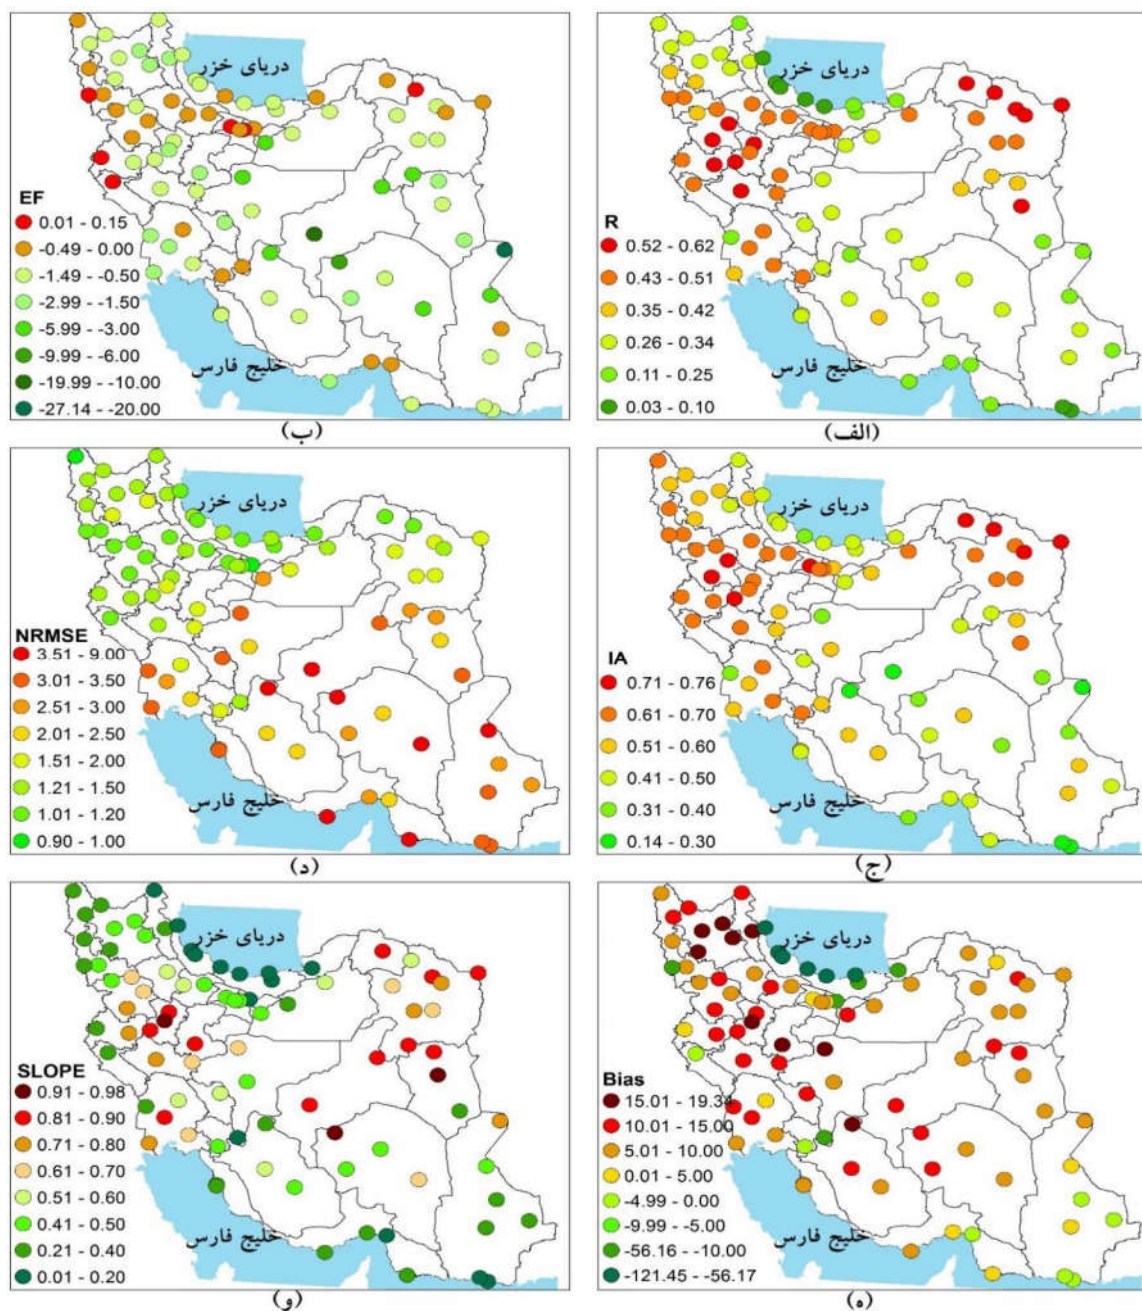 دریای خزر
خلیج فارس
R
0.52 - 0.62
0.43 - 0.51
0.35 - 0.42
0.26 - 0.34
0.11 - 0.25
0.03 - 0.10
(الف)
دریای خزر
خلیج فارس
EF
0.01 - 0.15
-0.49 - 0.00
-1.49 - -0.50
-2.99 - -1.50
-5.99 - -3.00
-9.99 - -6.00
-19.99 - -10.00
-27.14 - -20.00
(ب)
دریای خزر
خلیج فارس
IA
0.71 - 0.76
0.61 - 0.70
0.51 - 0.60
0.41 - 0.50
0.31 - 0.40
0.14 - 0.30
(ج)
دریای خزر
خلیج فارس
NRMSE
3.51 - 9.00
3.01 - 3.50
2.51 - 3.00
2.01 - 2.50
1.51 - 2.00
1.21 - 1.50
1.01 - 1.20
0.90 - 1.00
(د)
دریای خزر
خلیج فارس
Bias
15.01 - 19.34
10.01 - 15.00
5.01 - 10.00
0.01 - 5.00
-4.99 - 0.00
-9.99 - -5.00
-56.16 - -10.00
-121.45 - -56.17
(ه)
دریای خزر
خلیج فارس
SLOPE
0.91 - 0.98
0.81 - 0.90
0.71 - 0.80
0.61 - 0.70
0.51 - 0.60
0.41 - 0.50
0.21 - 0.40
0.01 - 0.20
(و)